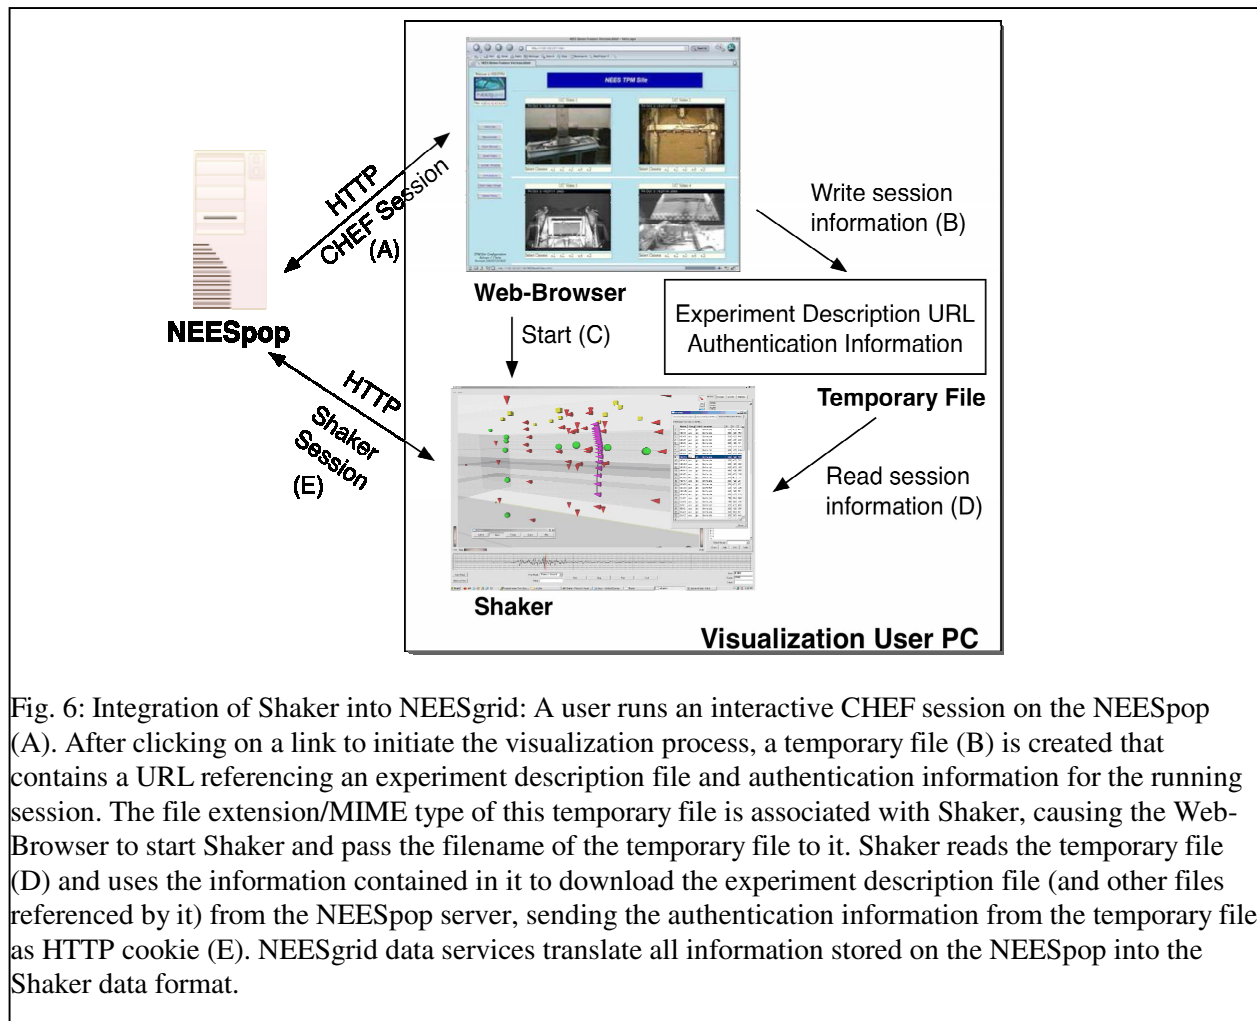 NEES TPM Site
HTTP
CHEF Session
(A)
Write session
information (B)
Web-Browser
NEESpop
Start (C)
Experiment Description URL
Authentication Information
Temporary File
HTTP
Shaker
Session
(E)
Read session
information (D)
Shaker
Visualization User PC
Fig. 6: Integration of Shaker into NEESgrid: A user runs an interactive CHEF session on the NEESpop
(A). After clicking on a link to initiate the visualization process, a temporary file (B) is created that
contains a URL referencing an experiment description file and authentication information for the running
session. The file extension/MIME type of this temporary file is associated with Shaker, causing the Web-
Browser to start Shaker and pass the filename of the temporary file to it. Shaker reads the temporary file
(D) and uses the information contained in it to download the experiment description file (and other files
referenced by it) from the NEESpop server, sending the authentication information from the temporary file
as HTTP cookie (E). NEESgrid data services translate all information stored on the NEESpop into the
Shaker data format.